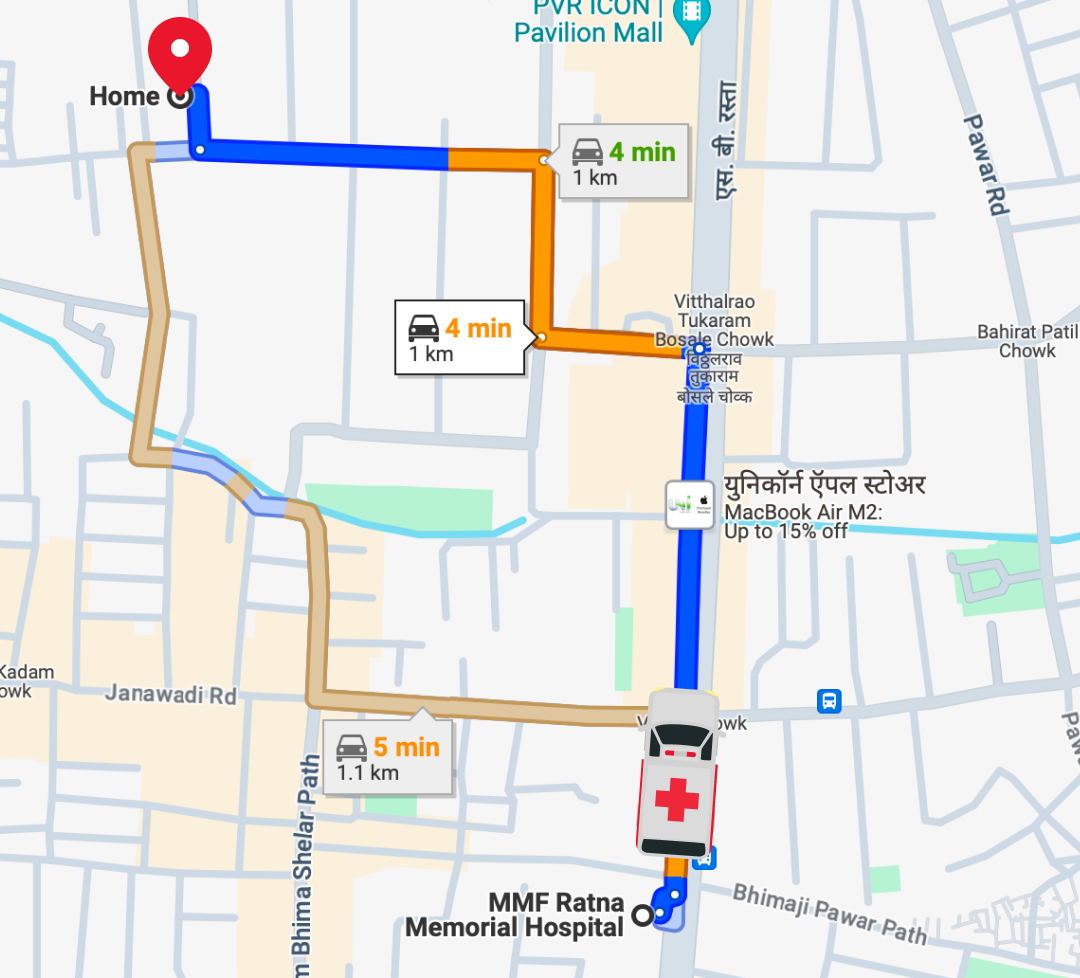 PVR ICON |
Pavilion Mall
Home
4 min
1 km
एस. बी. रस्ता
Pawar Rd
4 min
1 km
Vitthalrao
Tukaram
Bosale Chowk
विठ्ठलराव
तुकाराम
बोसले चोव्क
Bahirat Patil
Chowk
युनिकॉर्न ऍपल स्टोअर
MacBook Air M2:
Up to 15% off
Kadam
owk
Janawadi Rd
owk
5 min
1.1 km
Bhima Shelar Path
MMF Ratna
Memorial Hospital
Bhimaji Pawar Path